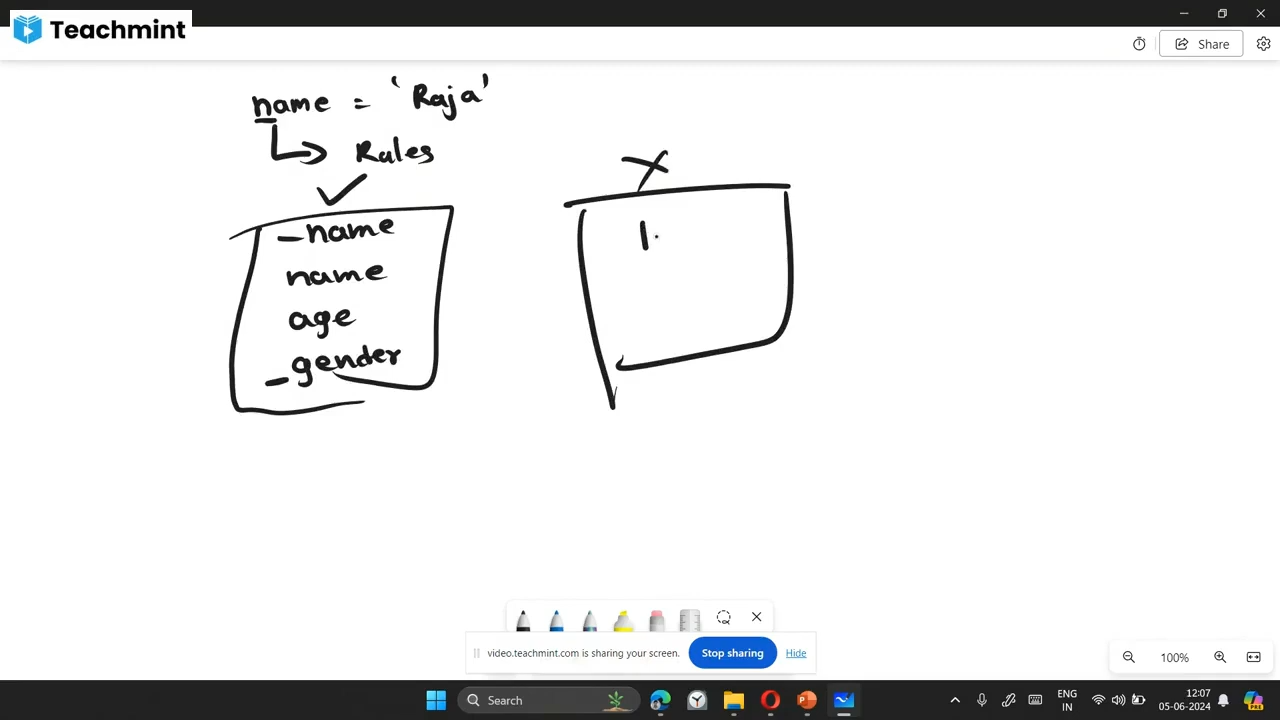 Teachmint
Share
name = 'Raja'
Rules
_name
name
age
_gender
1
video.teachmint.com is sharing your screen.
Stop sharing
Hide
100%
Search
ENG
IN
12:07
05-06-2024